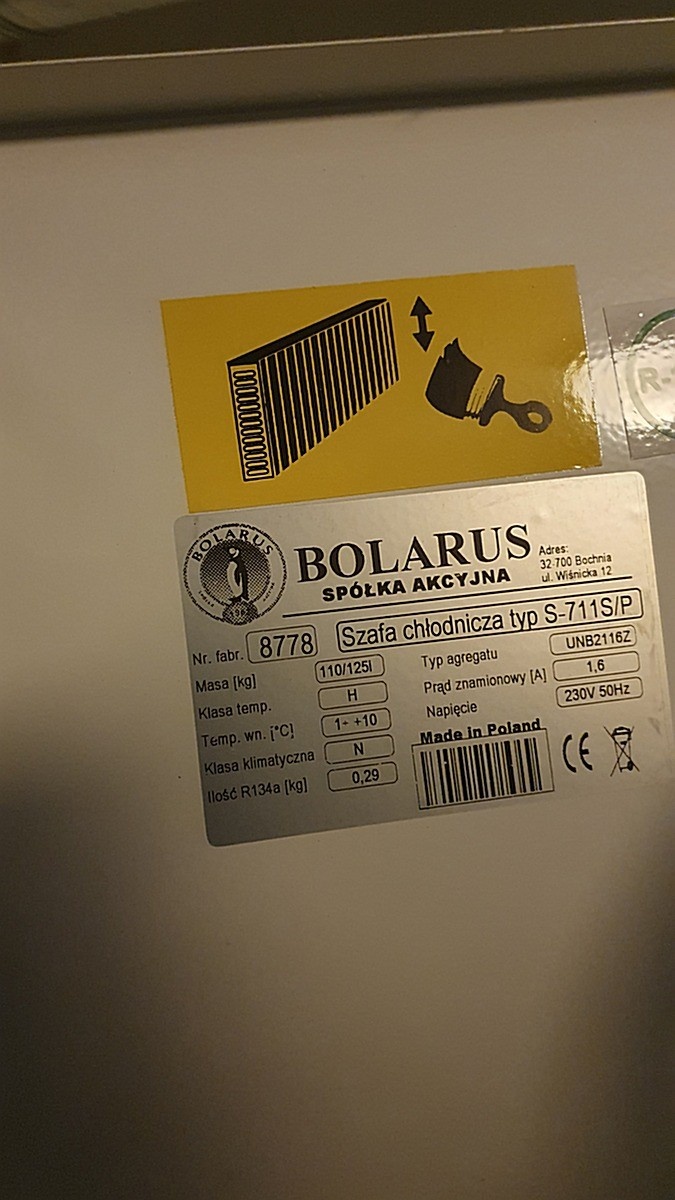 R-
BOLARUS
BOLARUS
SPÓŁKA AKCYJNA
Adres:
32-700 Bochnia
ul. Wiśnicka 12
Nr. fabr. 8778
Szafa chłodnicza typ S-711S/P
Masa [kg] 110/125l
Klasa temp. H
Temp. wn. [°C] 1÷ +10
Klasa klimatyczna N
Ilość R134a [kg] 0,29
Typ agregatu UNB2116Z
Prąd znamionowy [A] 1,6
Napięcie 230V 50Hz
Made in Poland
CE